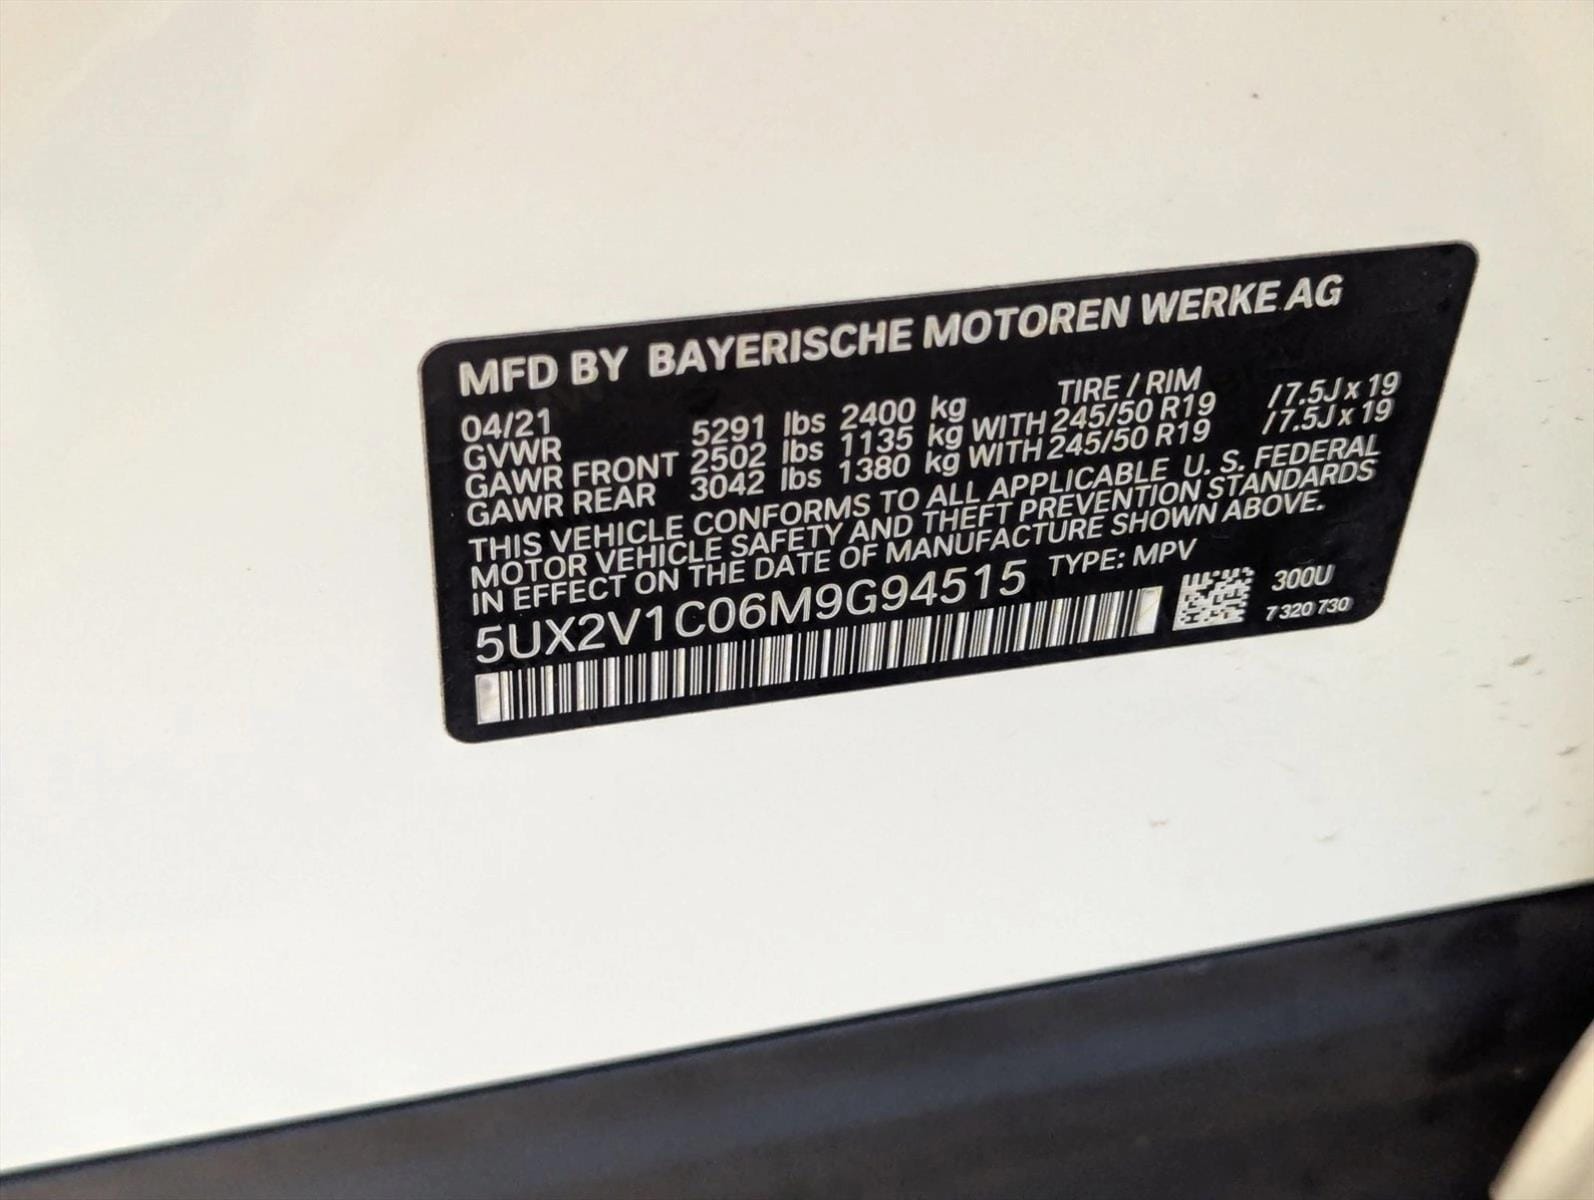 MFD BY BAYERISCHE MOTOREN WERKE AG
04/21 TIRE / RIM
GVWR 5291 lbs 2400 kg
GAWR FRONT 2502 lbs 1135 kg WITH 245/50 R19 /7.5J x 19
GAWR REAR 3042 lbs 1380 kg WITH 245/50 R19 /7.5J x 19
THIS VEHICLE CONFORMS TO ALL APPLICABLE U. S. FEDERAL
MOTOR VEHICLE SAFETY AND THEFT PREVENTION STANDARDS
IN EFFECT ON THE DATE OF MANUFACTURE SHOWN ABOVE.
5UX2V1C06M9G94515 TYPE: MPV
300U
7 320 730